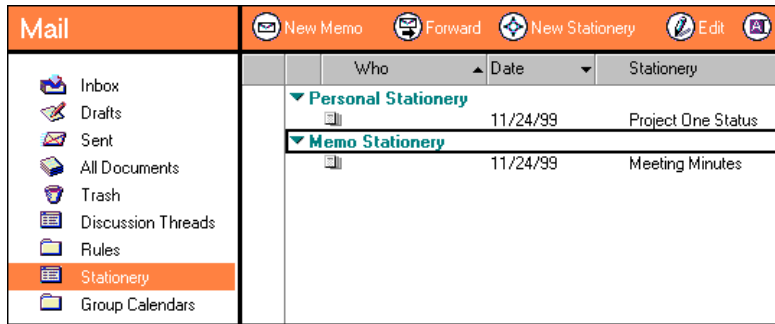 Mail
New Memo Forward New Stationery Edit
Inbox
Drafts
Sent
All Documents
Trash
Discussion Threads
Rules
Stationery
Group Calendars
Who Date Stationery
Personal Stationery
11/24/99 Project One Status
Memo Stationery
11/24/99 Meeting Minutes